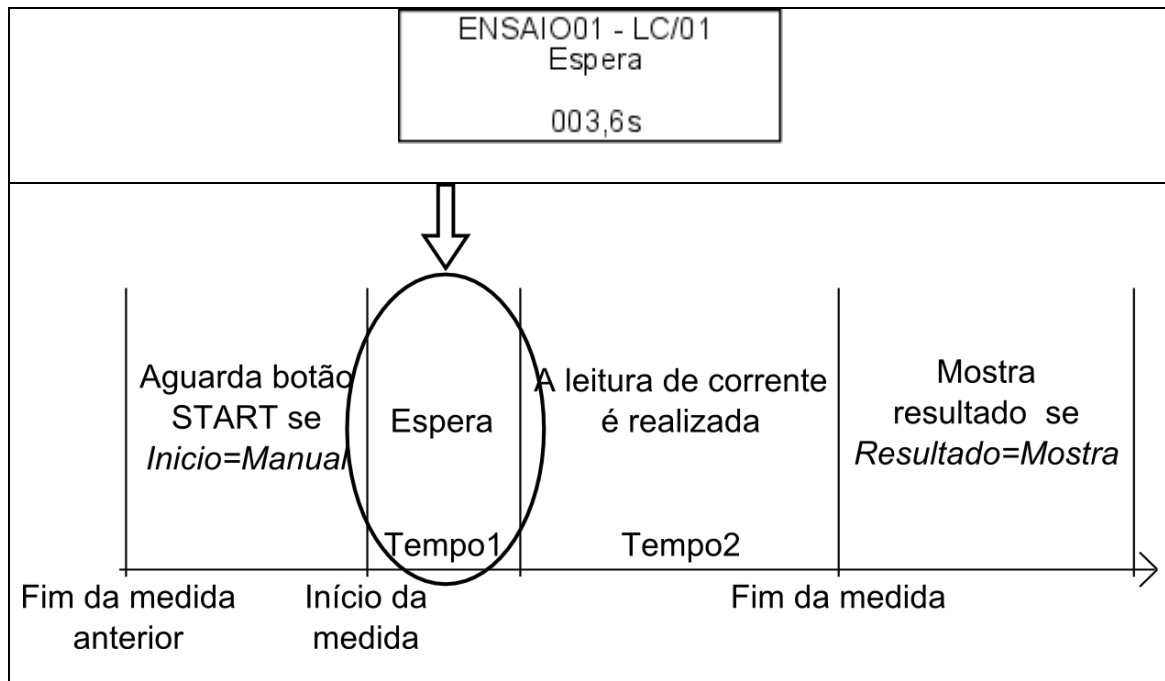 ENSAIO01 - LC/01
Espera
003,6s
Aguarda botão
START se
Inicio=Manual
Espera
A leitura de corrente
é realizada
Mostra
resultado se
Resultado=Mostra
Tempo1
Tempo2
Fim da medida
anterior
Início da
medida
Fim da medida